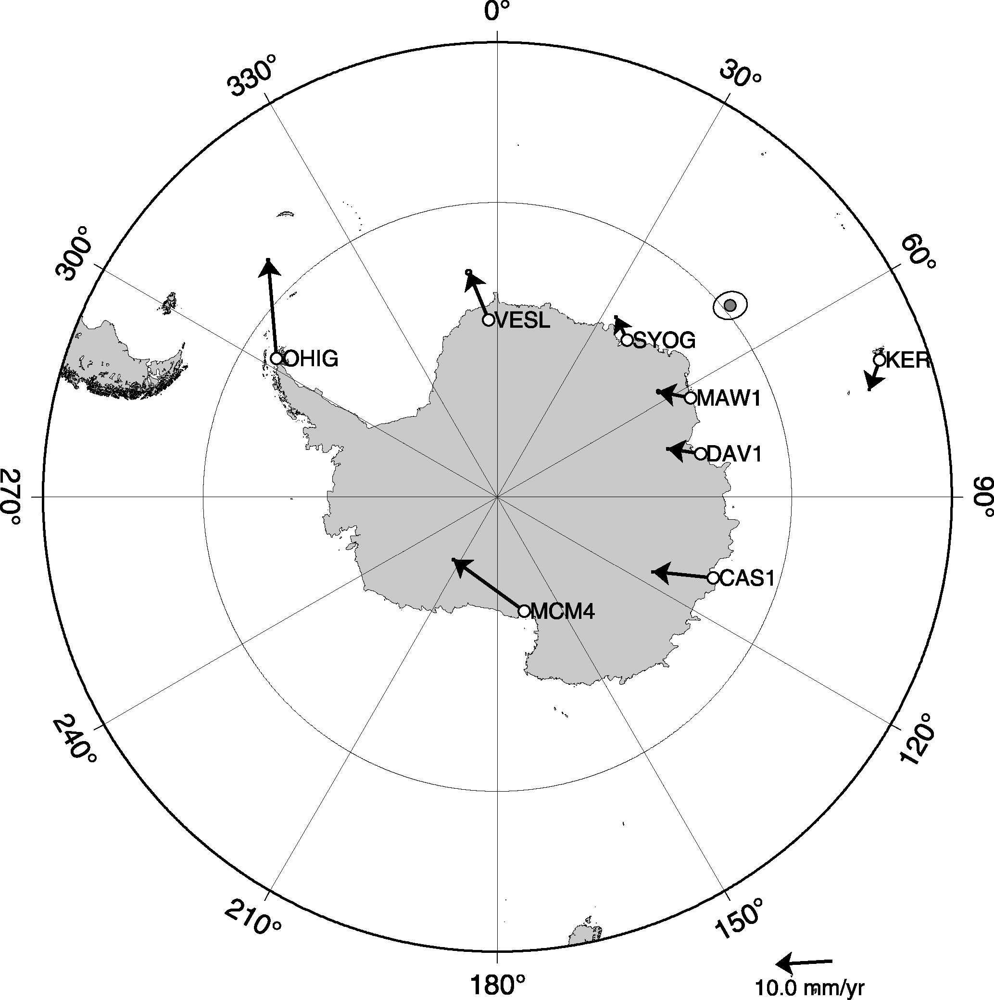 0°
330°
30°
300°
60°
VESL
SYOG
OHIG
KER
MAW1
DAV1
270°
90°
CAS1
MCM4
240°
120°
210°
150°
180°
10.0 mm/yr